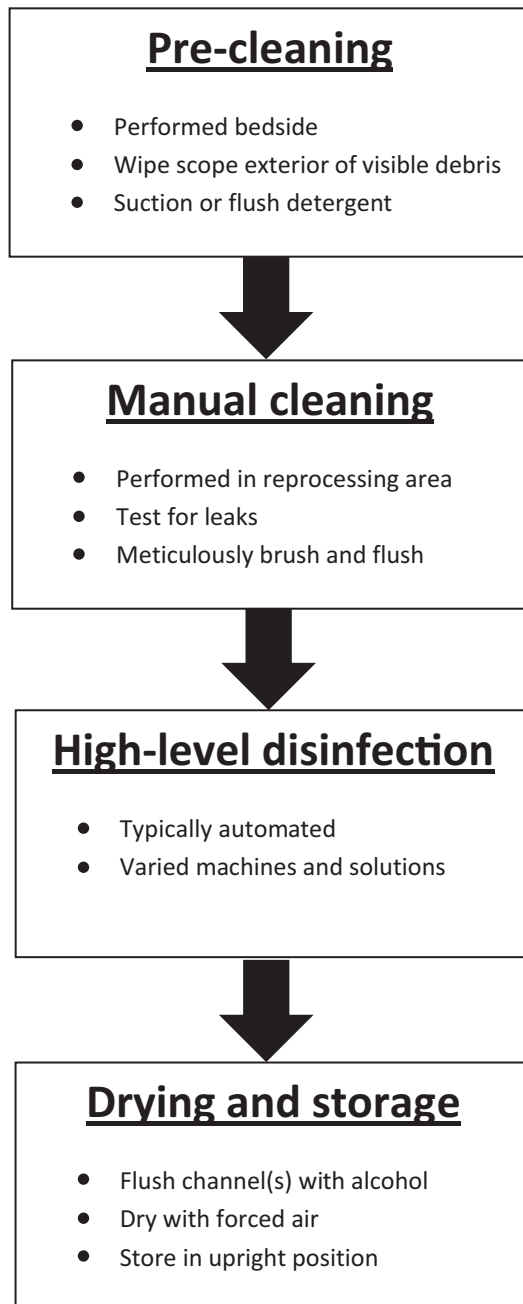 Pre-cleaning
• Performed bedside
• Wipe scope exterior of visible debris
• Suction or flush detergent
Manual cleaning
• Performed in reprocessing area
• Test for leaks
• Meticulously brush and flush
High-level disinfection
• Typically automated
• Varied machines and solutions
Drying and storage
• Flush channel(s) with alcohol
• Dry with forced air
• Store in upright position